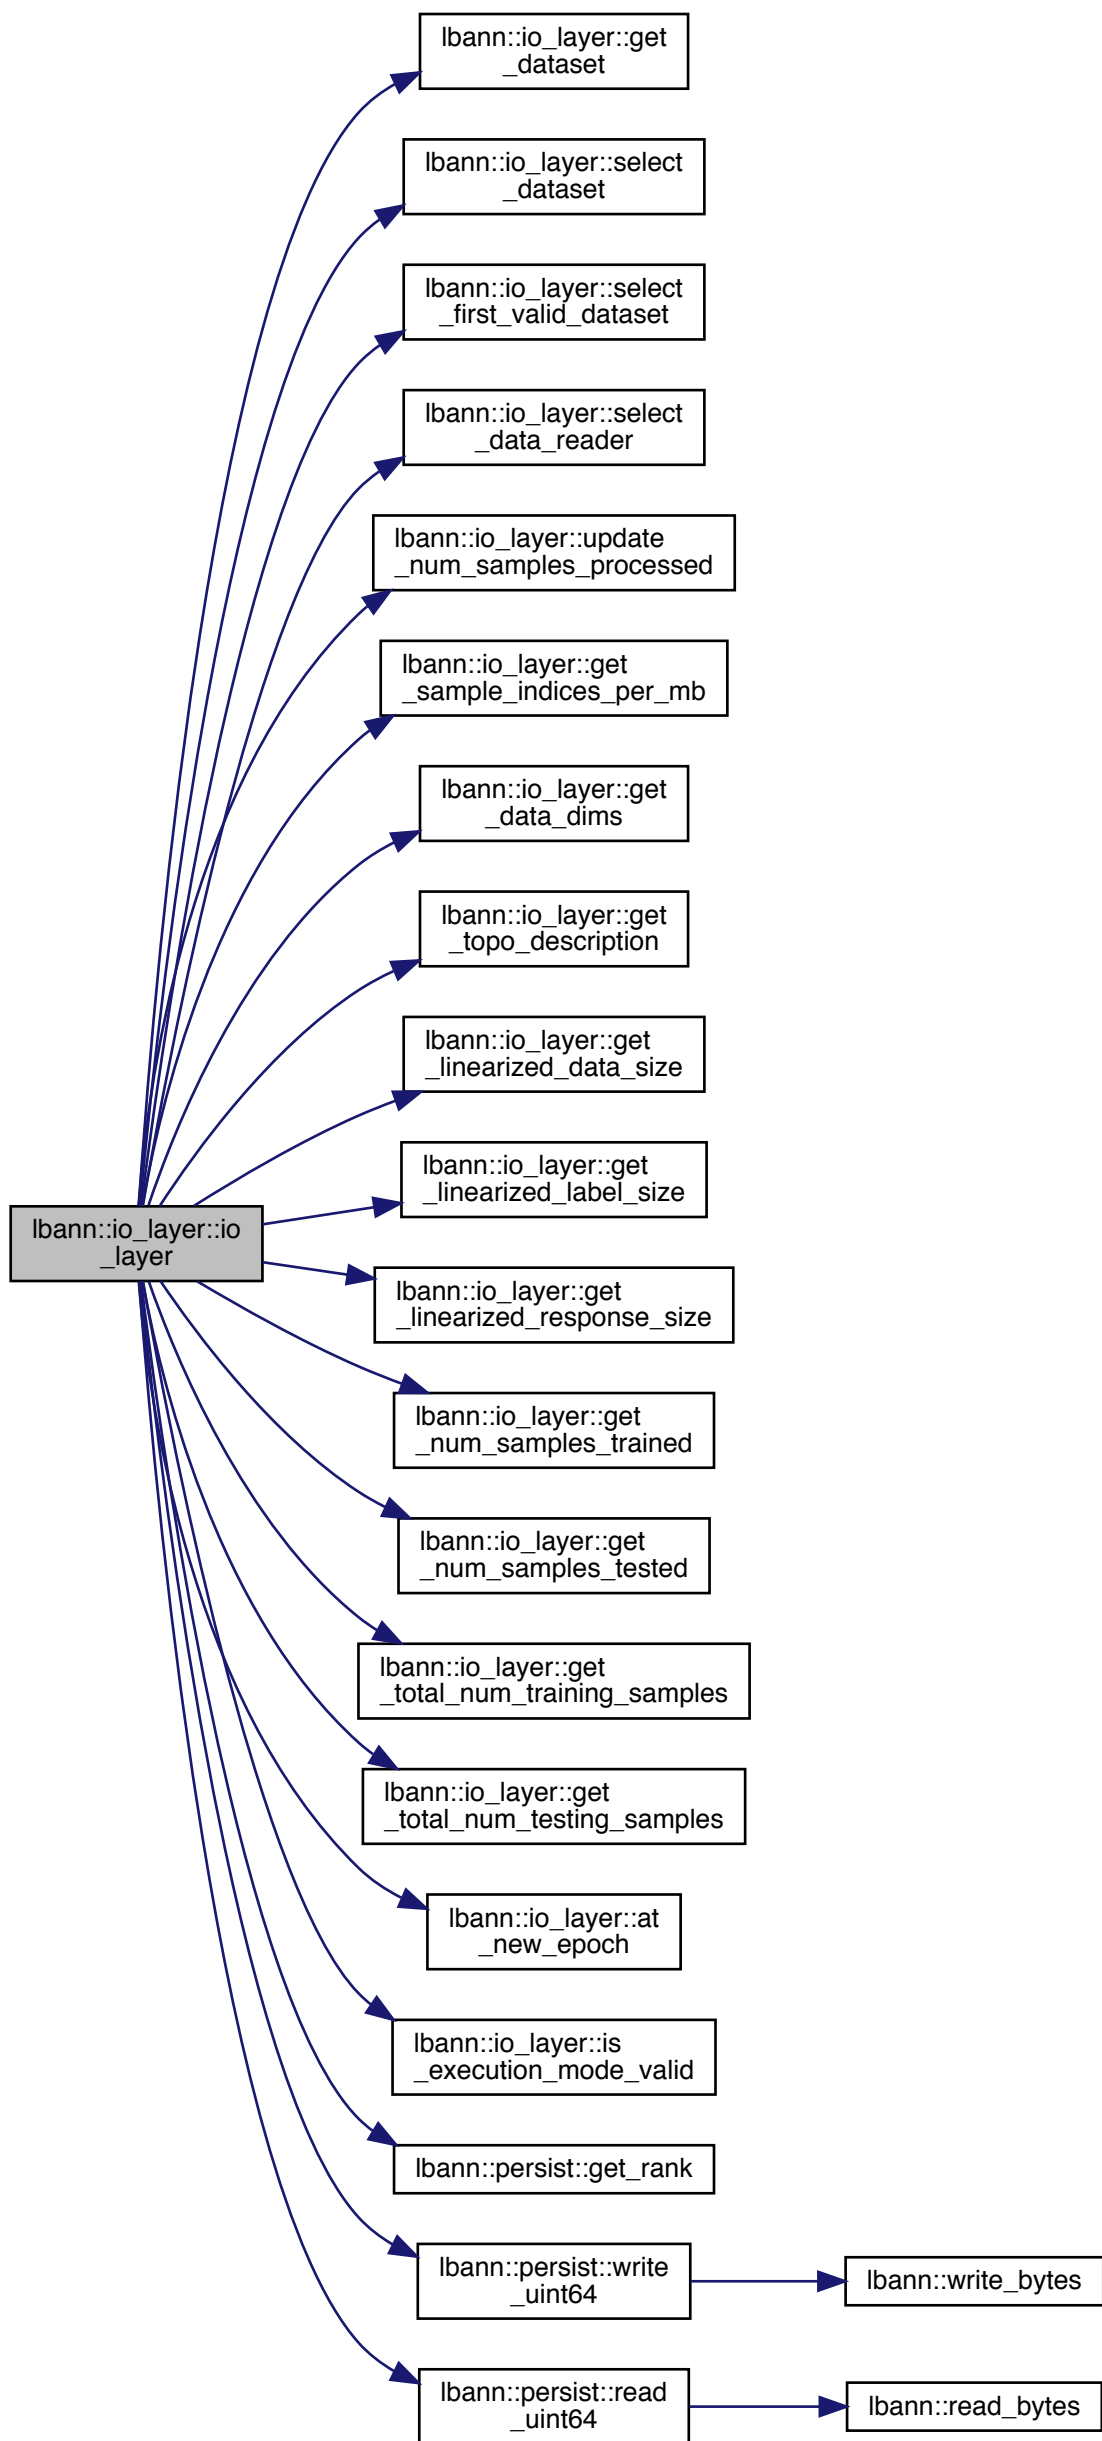 lbann::io_layer::get
_dataset
lbann::io_layer::select
_dataset
lbann::io_layer::select
_first_valid_dataset
lbann::io_layer::select
_data_reader
lbann::io_layer::update
_num_samples_processed
lbann::io_layer::get
_sample_indices_per_mb
lbann::io_layer::get
_data_dims
lbann::io_layer::get
_topo_description
lbann::io_layer::get
_linearized_data_size
lbann::io_layer::get
_linearized_label_size
lbann::io_layer::io
_layer
lbann::io_layer::get
_linearized_response_size
lbann::io_layer::get
_num_samples_trained
lbann::io_layer::get
_num_samples_tested
lbann::io_layer::get
_total_num_training_samples
lbann::io_layer::get
_total_num_testing_samples
lbann::io_layer::at
_new_epoch
lbann::io_layer::is
_execution_mode_valid
lbann::persist::get_rank
lbann::persist::write
_uint64
lbann::write_bytes
lbann::persist::read
_uint64
lbann::read_bytes